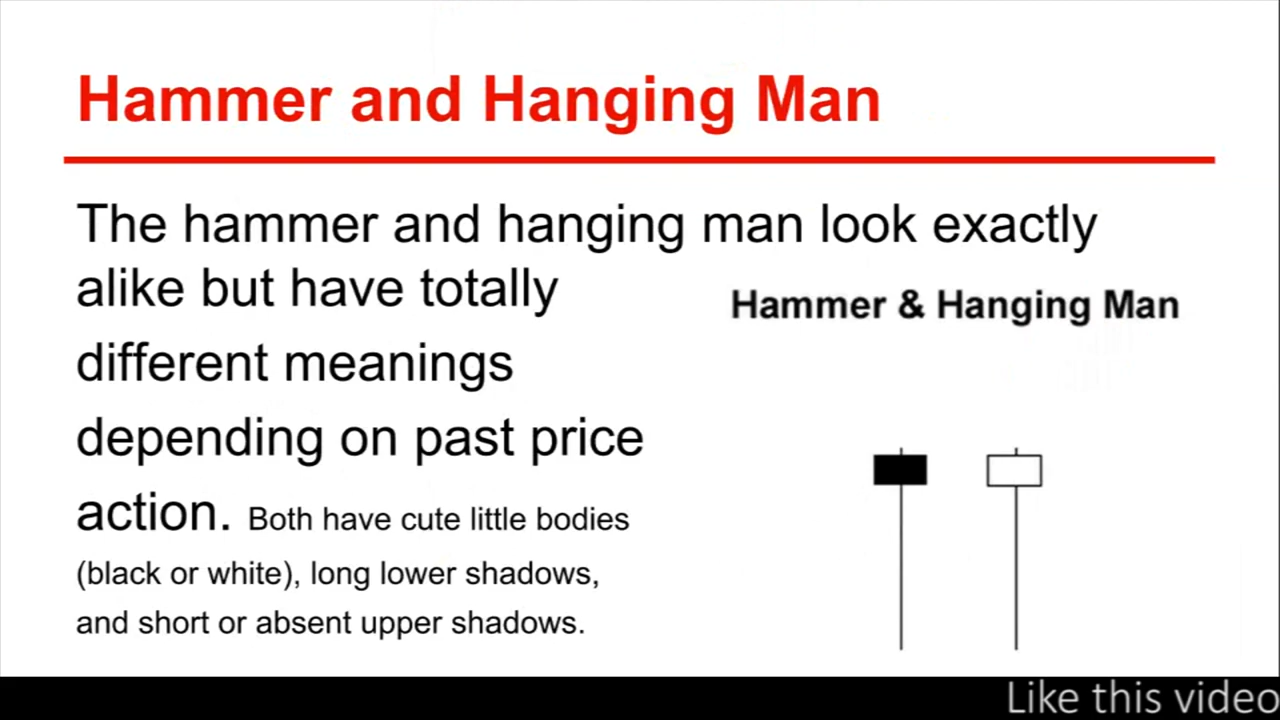 Hammer and Hanging Man
The hammer and hanging man look exactly
alike but have totally
different meanings
depending on past price
action. Both have cute little bodies
(black or white), long lower shadows,
and short or absent upper shadows.
Hammer & Hanging Man
Like this video